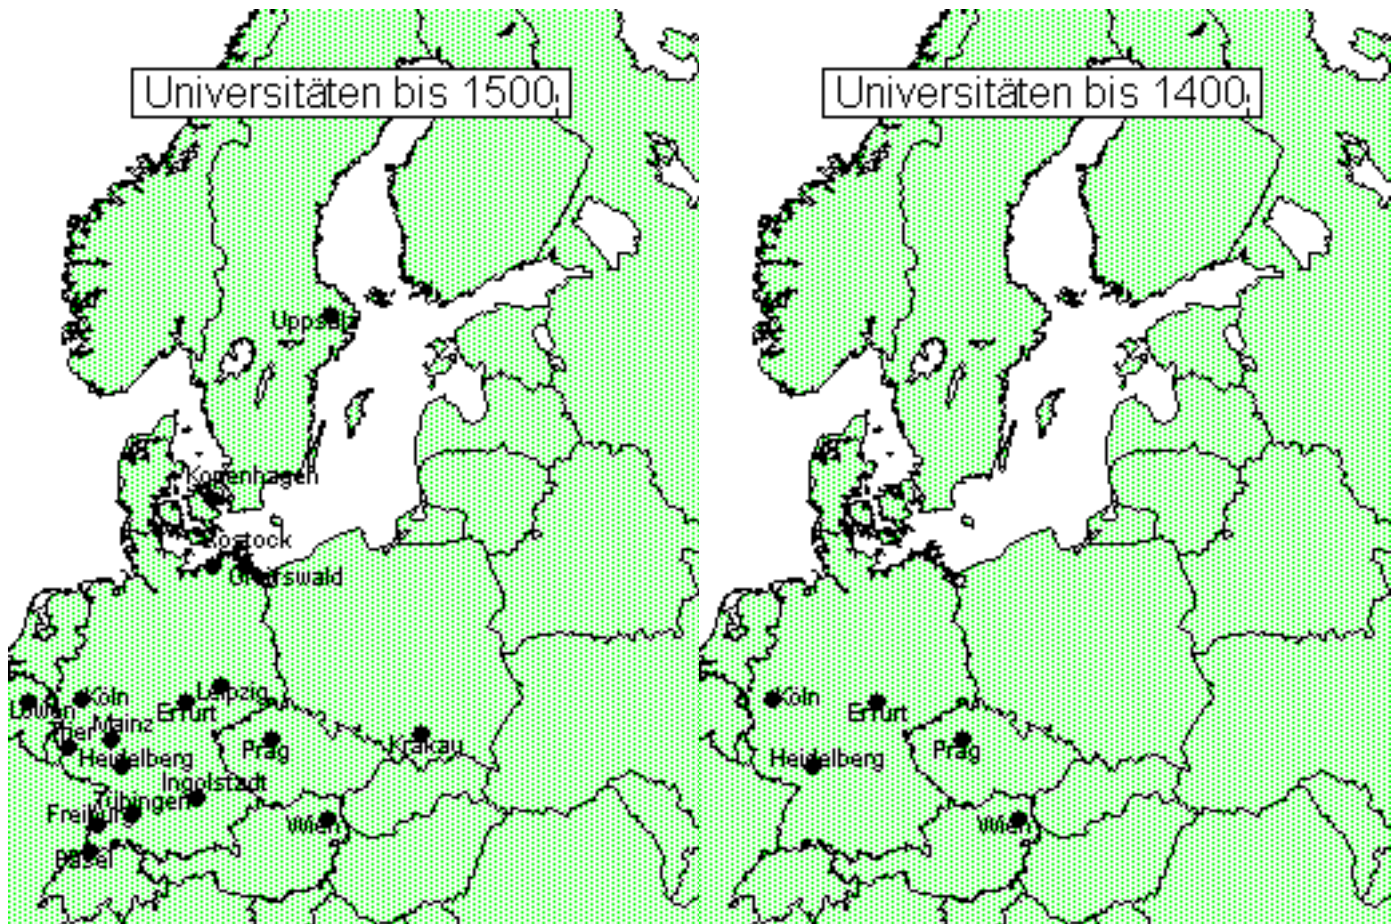 Universitäten bis 1500
Uppsala
Kopenhagen
Rostock
Greifswald
Leipzig
Köln
Löwen
Erfurt
Mainz
Trier
Prag
Krakau
Heidelberg
Ingolstadt
Tübingen
Freiburg
Wien
Basel
Universitäten bis 1400
Köln
Erfurt
Prag
Heidelberg
Wien